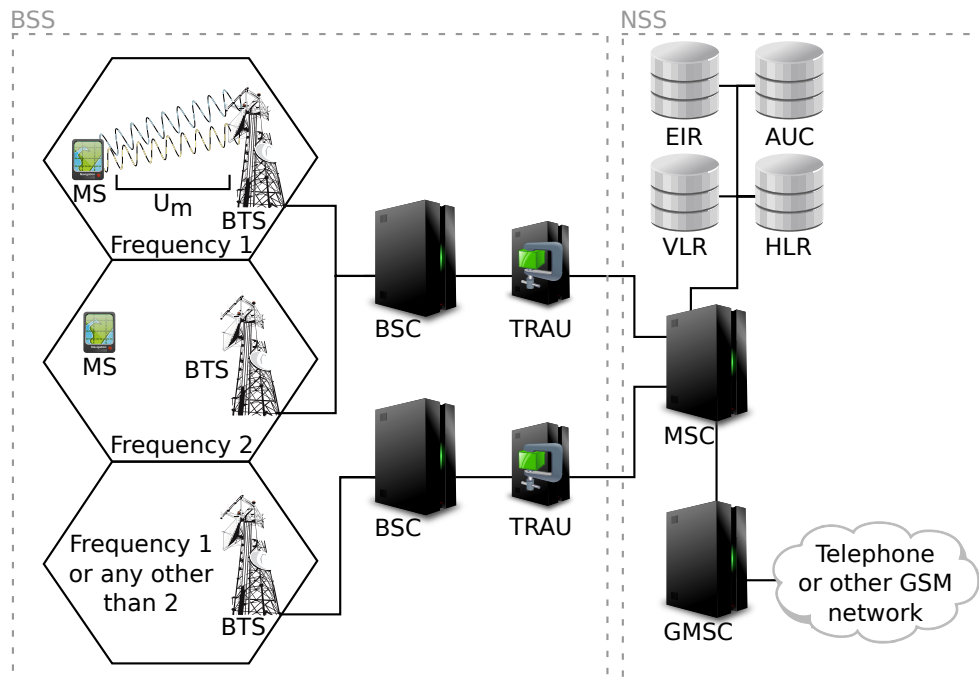 BSS
NSS
EIR
AUC
MS
Um
BTS
VLR
HLR
Frequency 1
BSC
TRAU
MS
BTS
MSC
Frequency 2
BSC
TRAU
Frequency 1
or any other
than 2
BTS
GMSC
Telephone
or other GSM
network